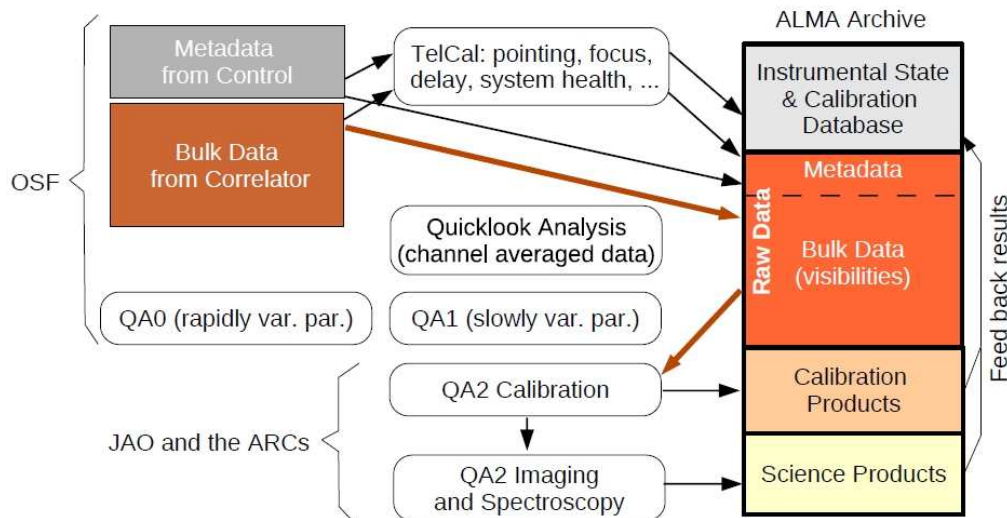 ALMA Archive
Metadata
from Control
TelCal: pointing, focus,
delay, system health, ...
Instrumental State
& Calibration
Database
Bulk Data
from Correlator
OSF
Metadata
Raw Data
Bulk Data
(visibilities)
Quicklook Analysis
(channel averaged data)
QA0 (rapidly var. par.)
QA1 (slowly var. par.)
Feed back results
JAO and the ARCs
QA2 Calibration
Calibration
Products
QA2 Imaging
and Spectroscopy
Science Products